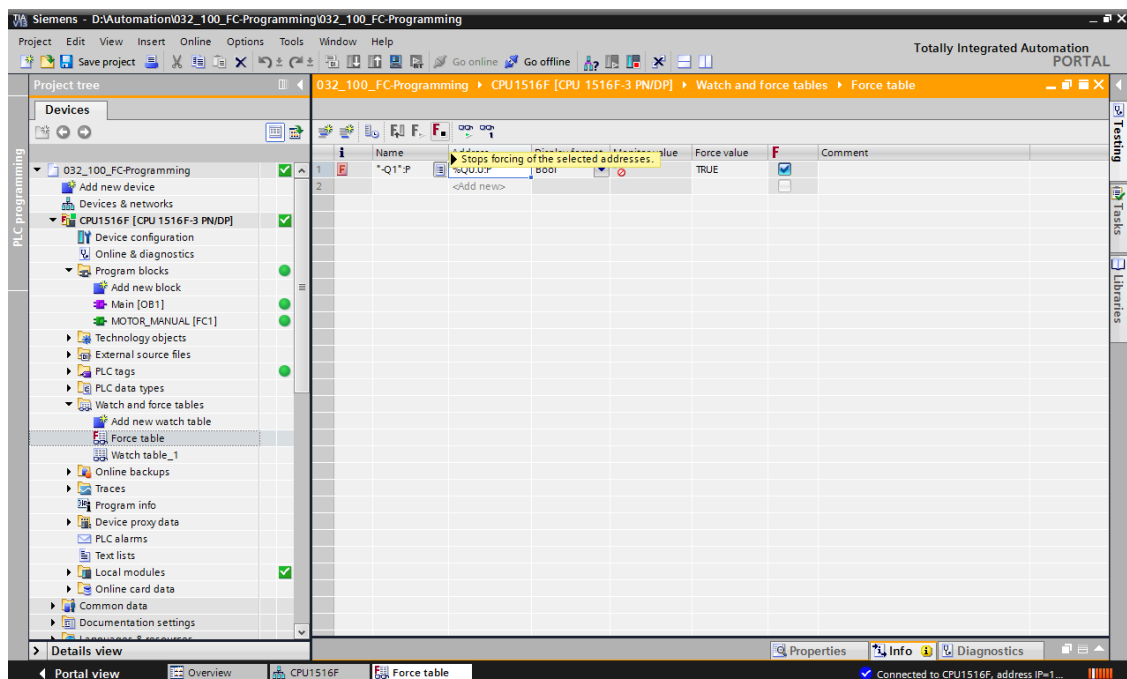 Siemens - D:\Automation\032_100_FC-Programming\032_100_FC-Programming
Project Edit View Insert Online Options Tools Window Help
Totally Integrated Automation
PORTAL
Save project Go online Go offline
Project tree
032_100_FC-Programming CPU1516F [CPU 1516F-3 PN/DP] Watch and force tables Force table
Devices
i Name Address Display format Monitor value Force value F Comment
Stops forcing of the selected addresses.
1 F "-Q1":P %Q0.0:P Bool TRUE
2 <Add new>
032_100_FC-Programming
Add new device
Devices & networks
CPU1516F [CPU 1516F-3 PN/DP]
Device configuration
Online & diagnostics
Program blocks
Add new block
Main [OB1]
MOTOR_MANUAL [FC1]
Technology objects
External source files
PLC tags
PLC data types
Watch and force tables
Add new watch table
Force table
Watch table_1
Online backups
Traces
Program info
Device proxy data
PLC alarms
Text lists
Local modules
Online card data
Common data
Documentation settings
Languages & resources
PLC programming
Testing
Tasks
Libraries
Details view
Properties Info Diagnostics
Portal view Overview CPU1516F Force table Connected to CPU1516F, address IP=1...